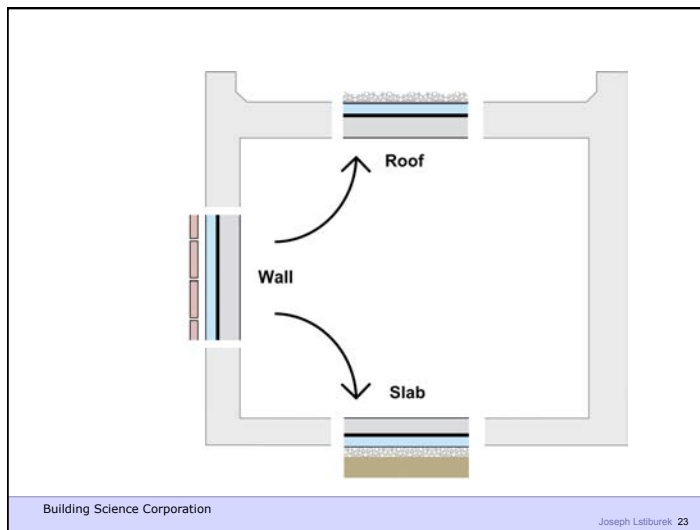 Roof
Wall
Slab
Building Science Corporation
Joseph Lstiburek 23